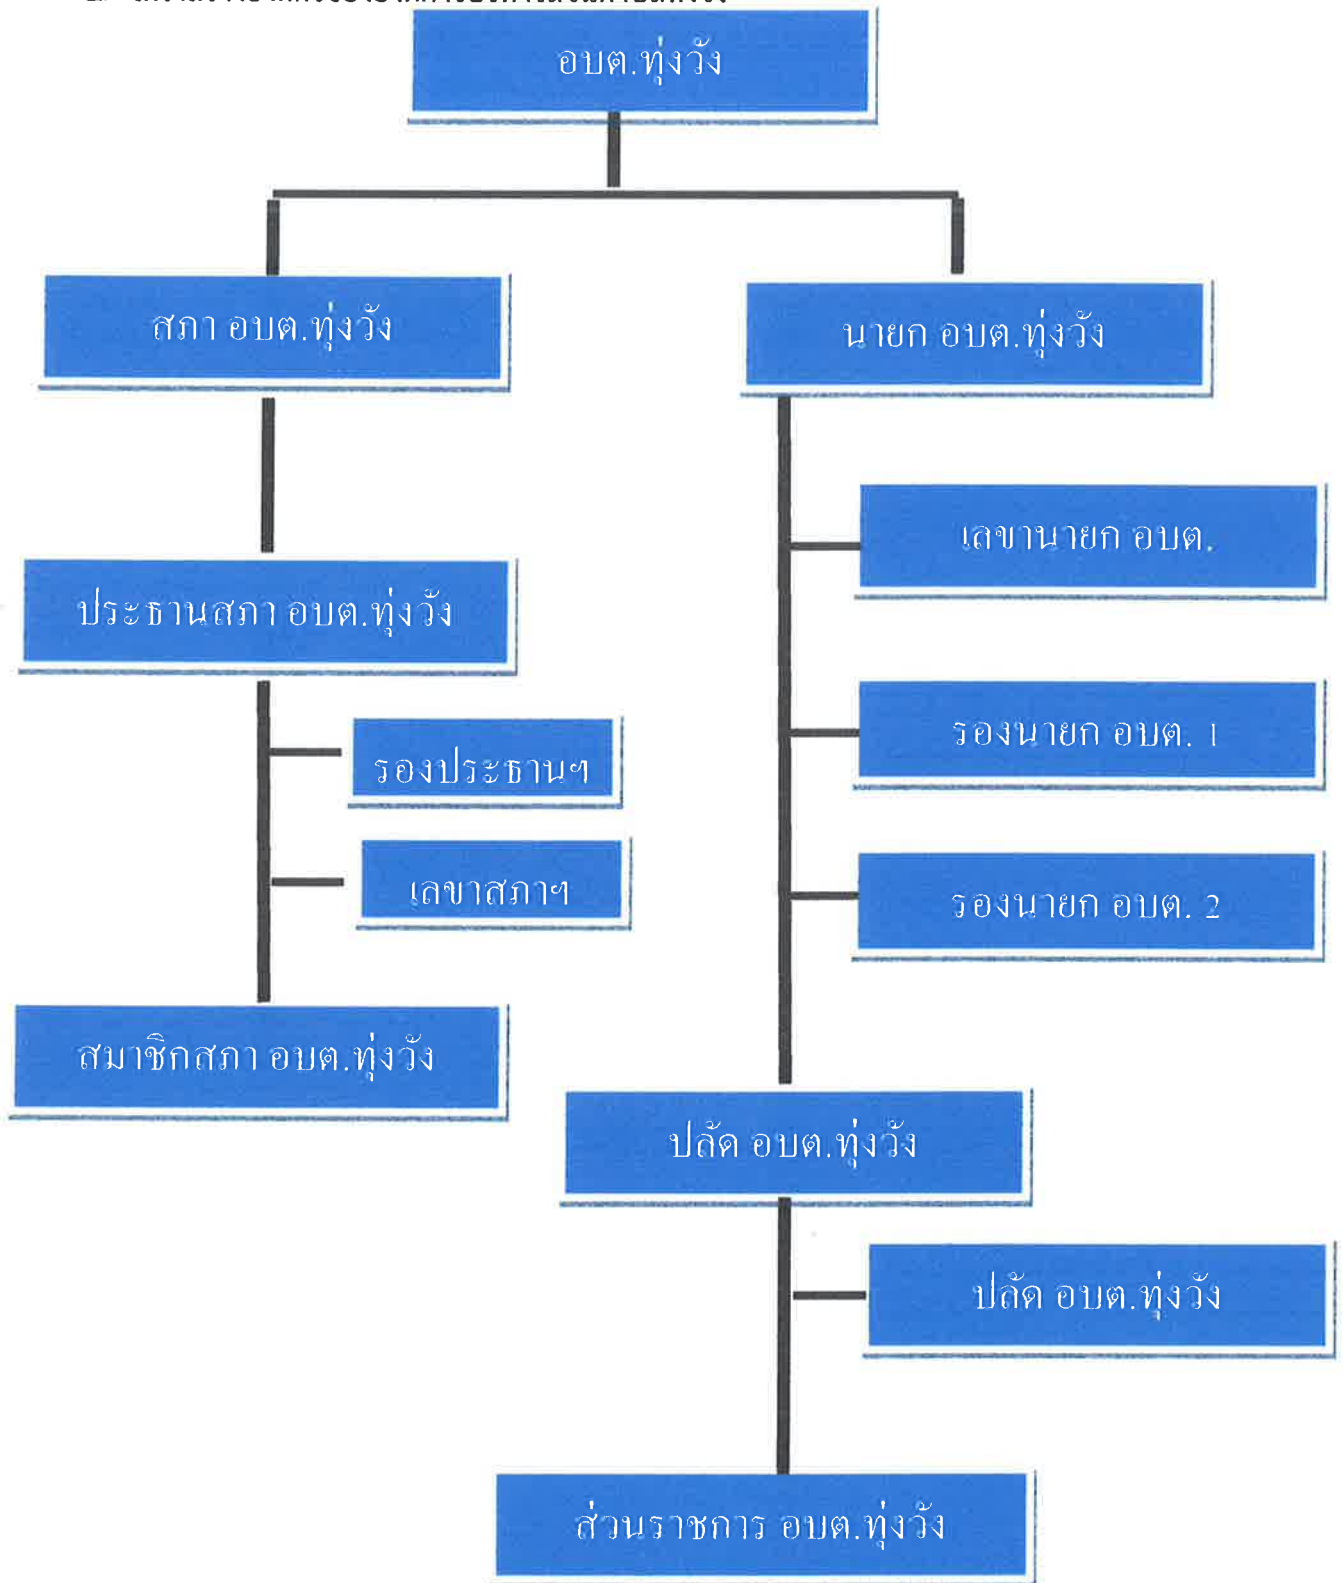 อบต.ทุ่งวัง
สภา อบต.ทุ่งวัง
นายก อบต.ทุ่งวัง
เลขานายก อบต.
ประธานสภา อบต.ทุ่งวัง
รองนายก อบต. 1
รองประธานฯ
เลขาสภาฯ
รองนายก อบต. 2
สมาชิกสภา อบต.ทุ่งวัง
ปลัด อบต.ทุ่งวัง
ปลัด อบต.ทุ่งวัง
ส่วนราชการ อบต.ทุ่งวัง